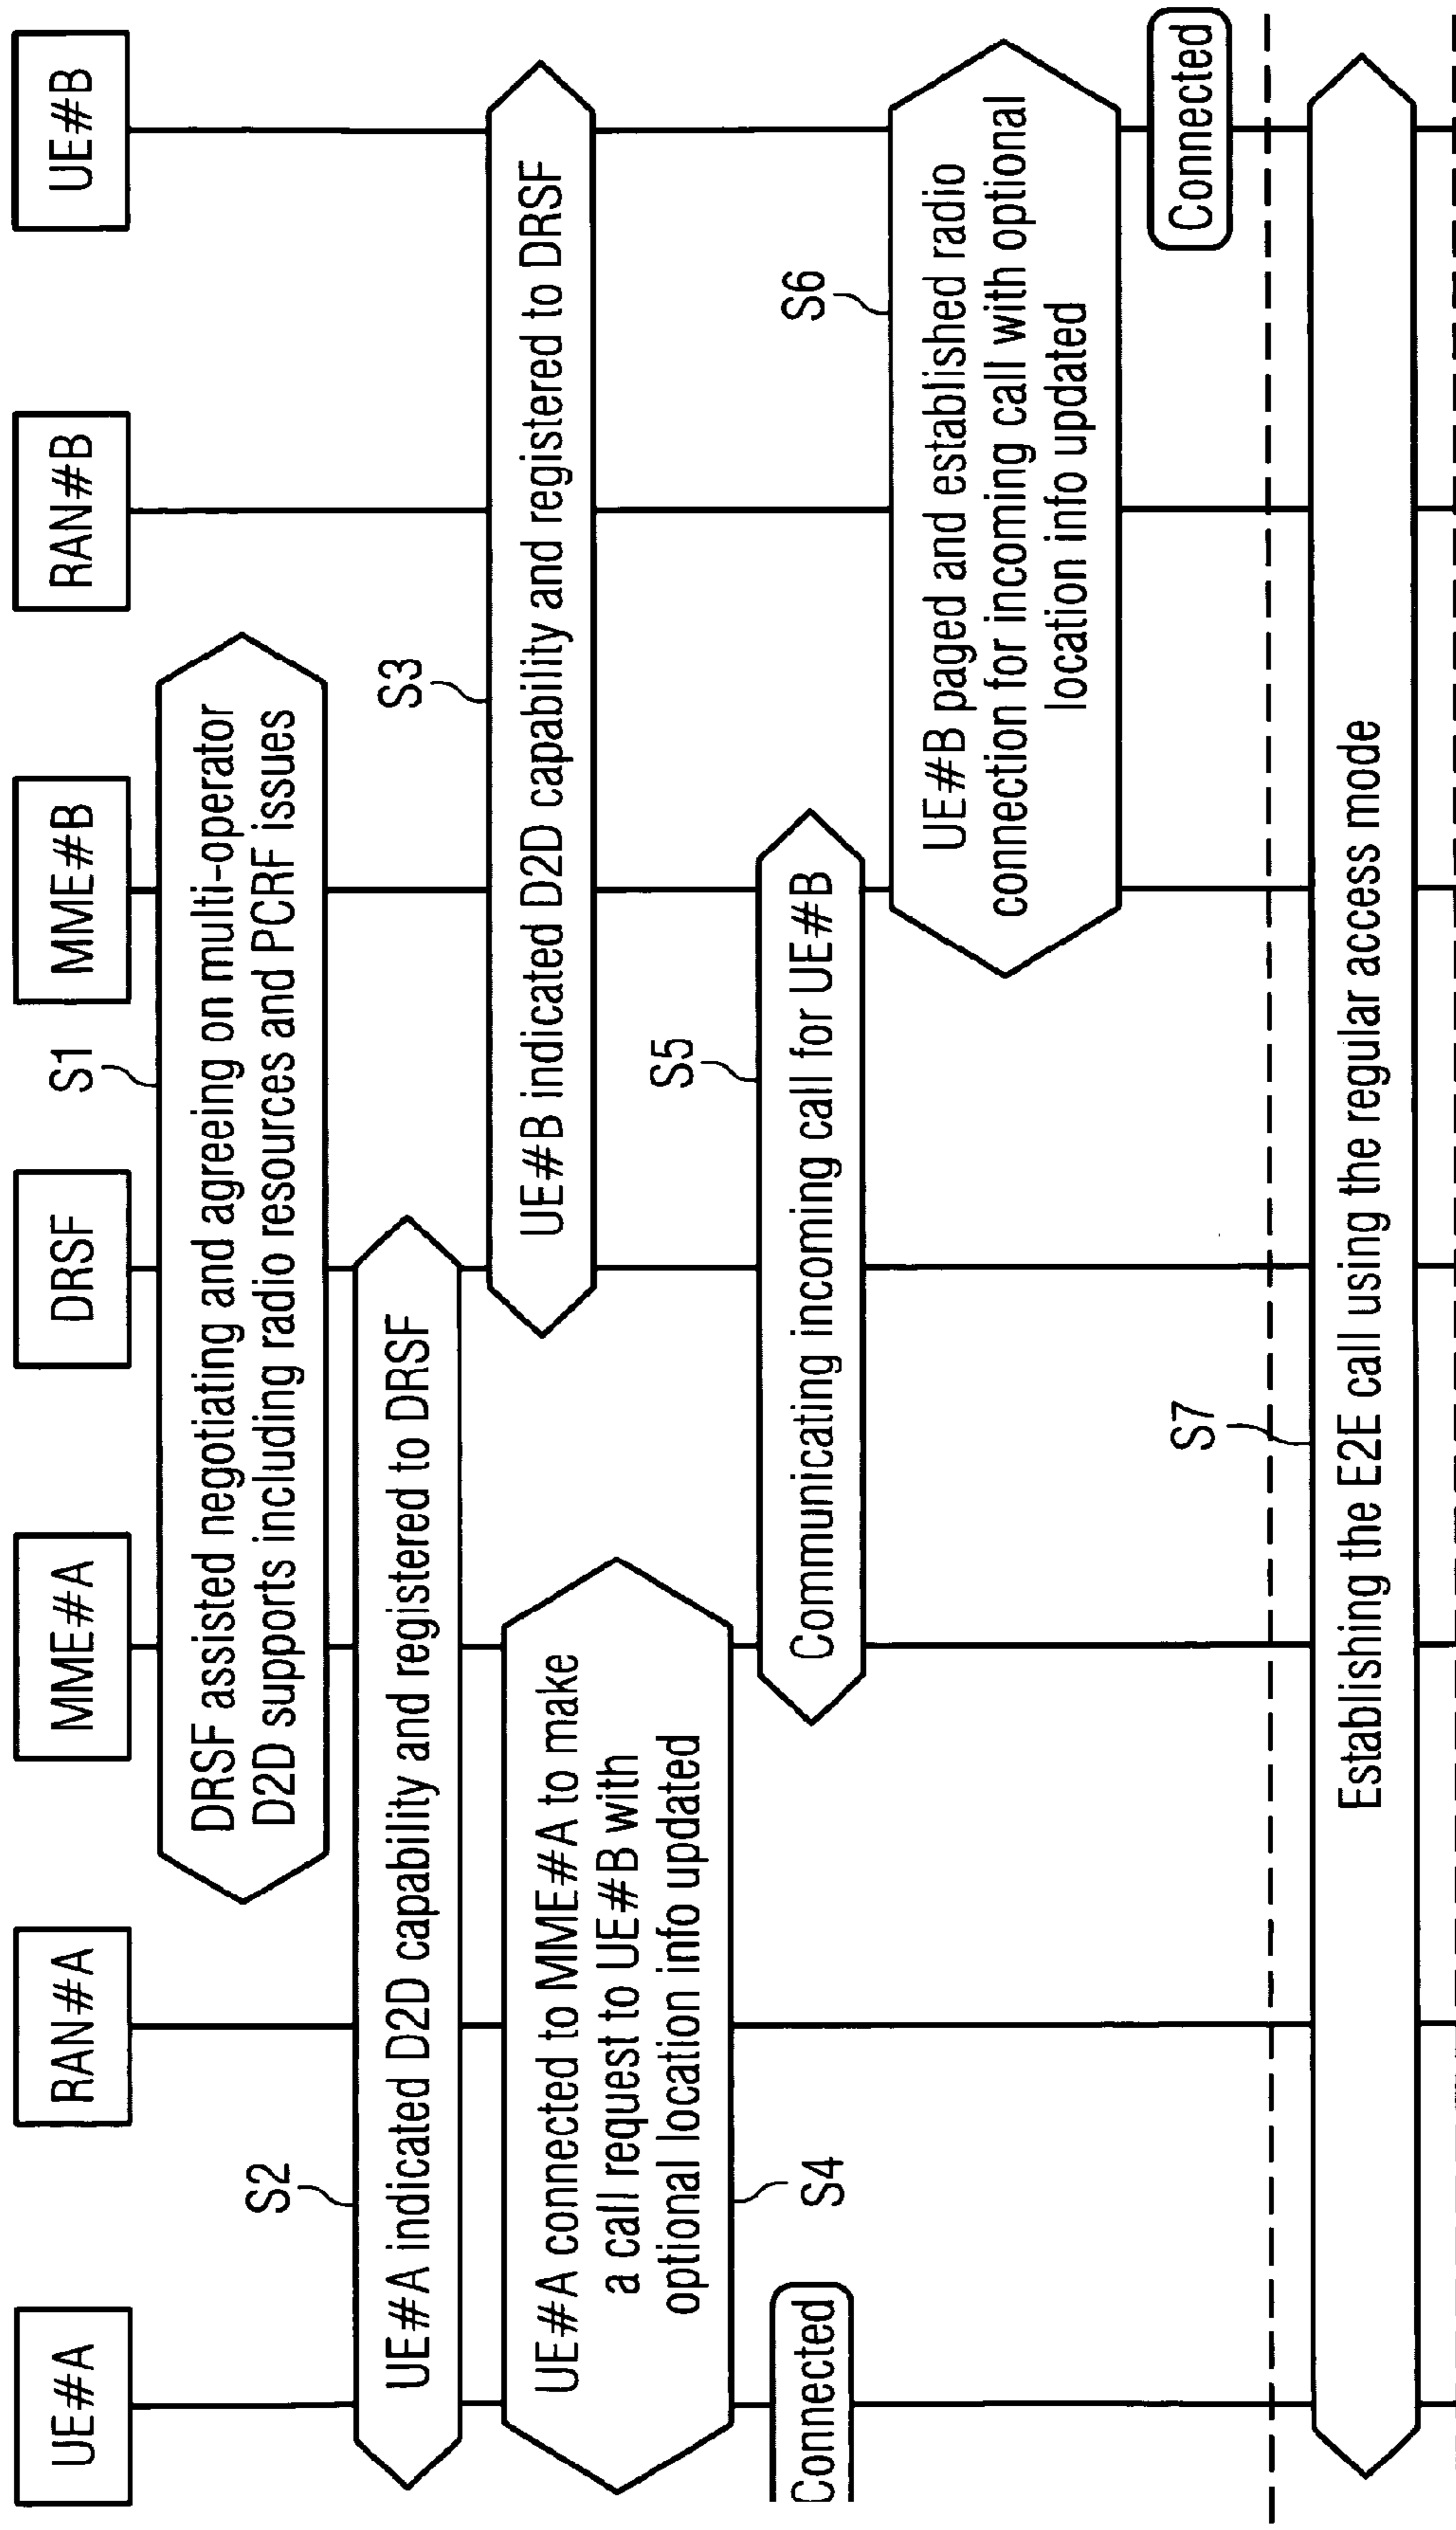 UE#A
RAN#A
MME#A
DRSF
MME#B
RAN#B
UE#B
S1
DRSF assisted negotiating and agreeing on multi-operator
D2D supports including radio resources and PCRF issues
S2
UE#A indicated D2D capability and registered to DRSF
S3
UE#B indicated D2D capability and registered to DRSF
UE#A connected to MME#A to make
a call request to UE#B with
optional location info updated
S4
S5
Communicating incoming call for UE#B
Connected
S6
UE#B paged and established radio
connection for incoming call with optional
location info updated
Connected
S7
Establishing the E2E call using the regular access mode